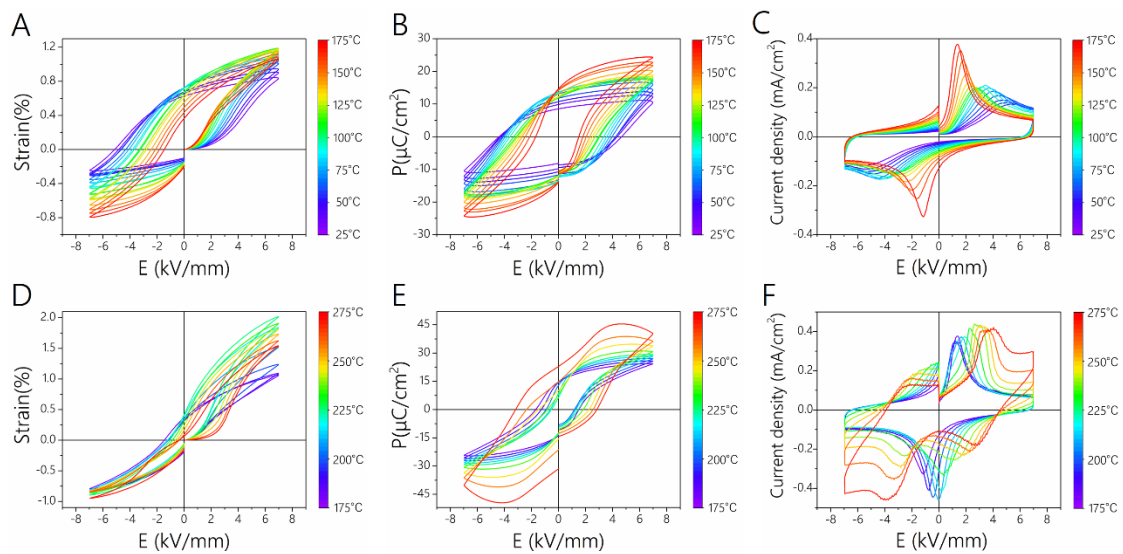 A
Strain(%)
1.2
0.8
0.4
0.0
-0.4
-0.8
-8 -6 -4 -2 0 2 4 6 8
E (kV/mm)
175°C
150°C
125°C
100°C
75°C
50°C
25°C
B
P(μC/cm²)
30
20
10
0
-10
-20
-30
-8 -6 -4 -2 0 2 4 6 8
E (kV/mm)
175°C
150°C
125°C
100°C
75°C
50°C
25°C
C
Current density (mA/cm²)
0.4
0.2
0.0
-0.2
-0.4
-8 -6 -4 -2 0 2 4 6 8
E (kV/mm)
175°C
150°C
125°C
100°C
75°C
50°C
25°C
D
Strain(%)
2.0
1.5
1.0
0.5
0.0
-0.5
-1.0
-8 -6 -4 -2 0 2 4 6 8
E (kV/mm)
275°C
250°C
225°C
200°C
175°C
E
P(μC/cm²)
45
30
15
0
-15
-30
-45
-8 -6 -4 -2 0 2 4 6 8
E (kV/mm)
275°C
250°C
225°C
200°C
175°C
F
Current density (mA/cm²)
0.4
0.2
0.0
-0.2
-0.4
-8 -6 -4 -2 0 2 4 6 8
E (kV/mm)
275°C
250°C
225°C
200°C
175°C